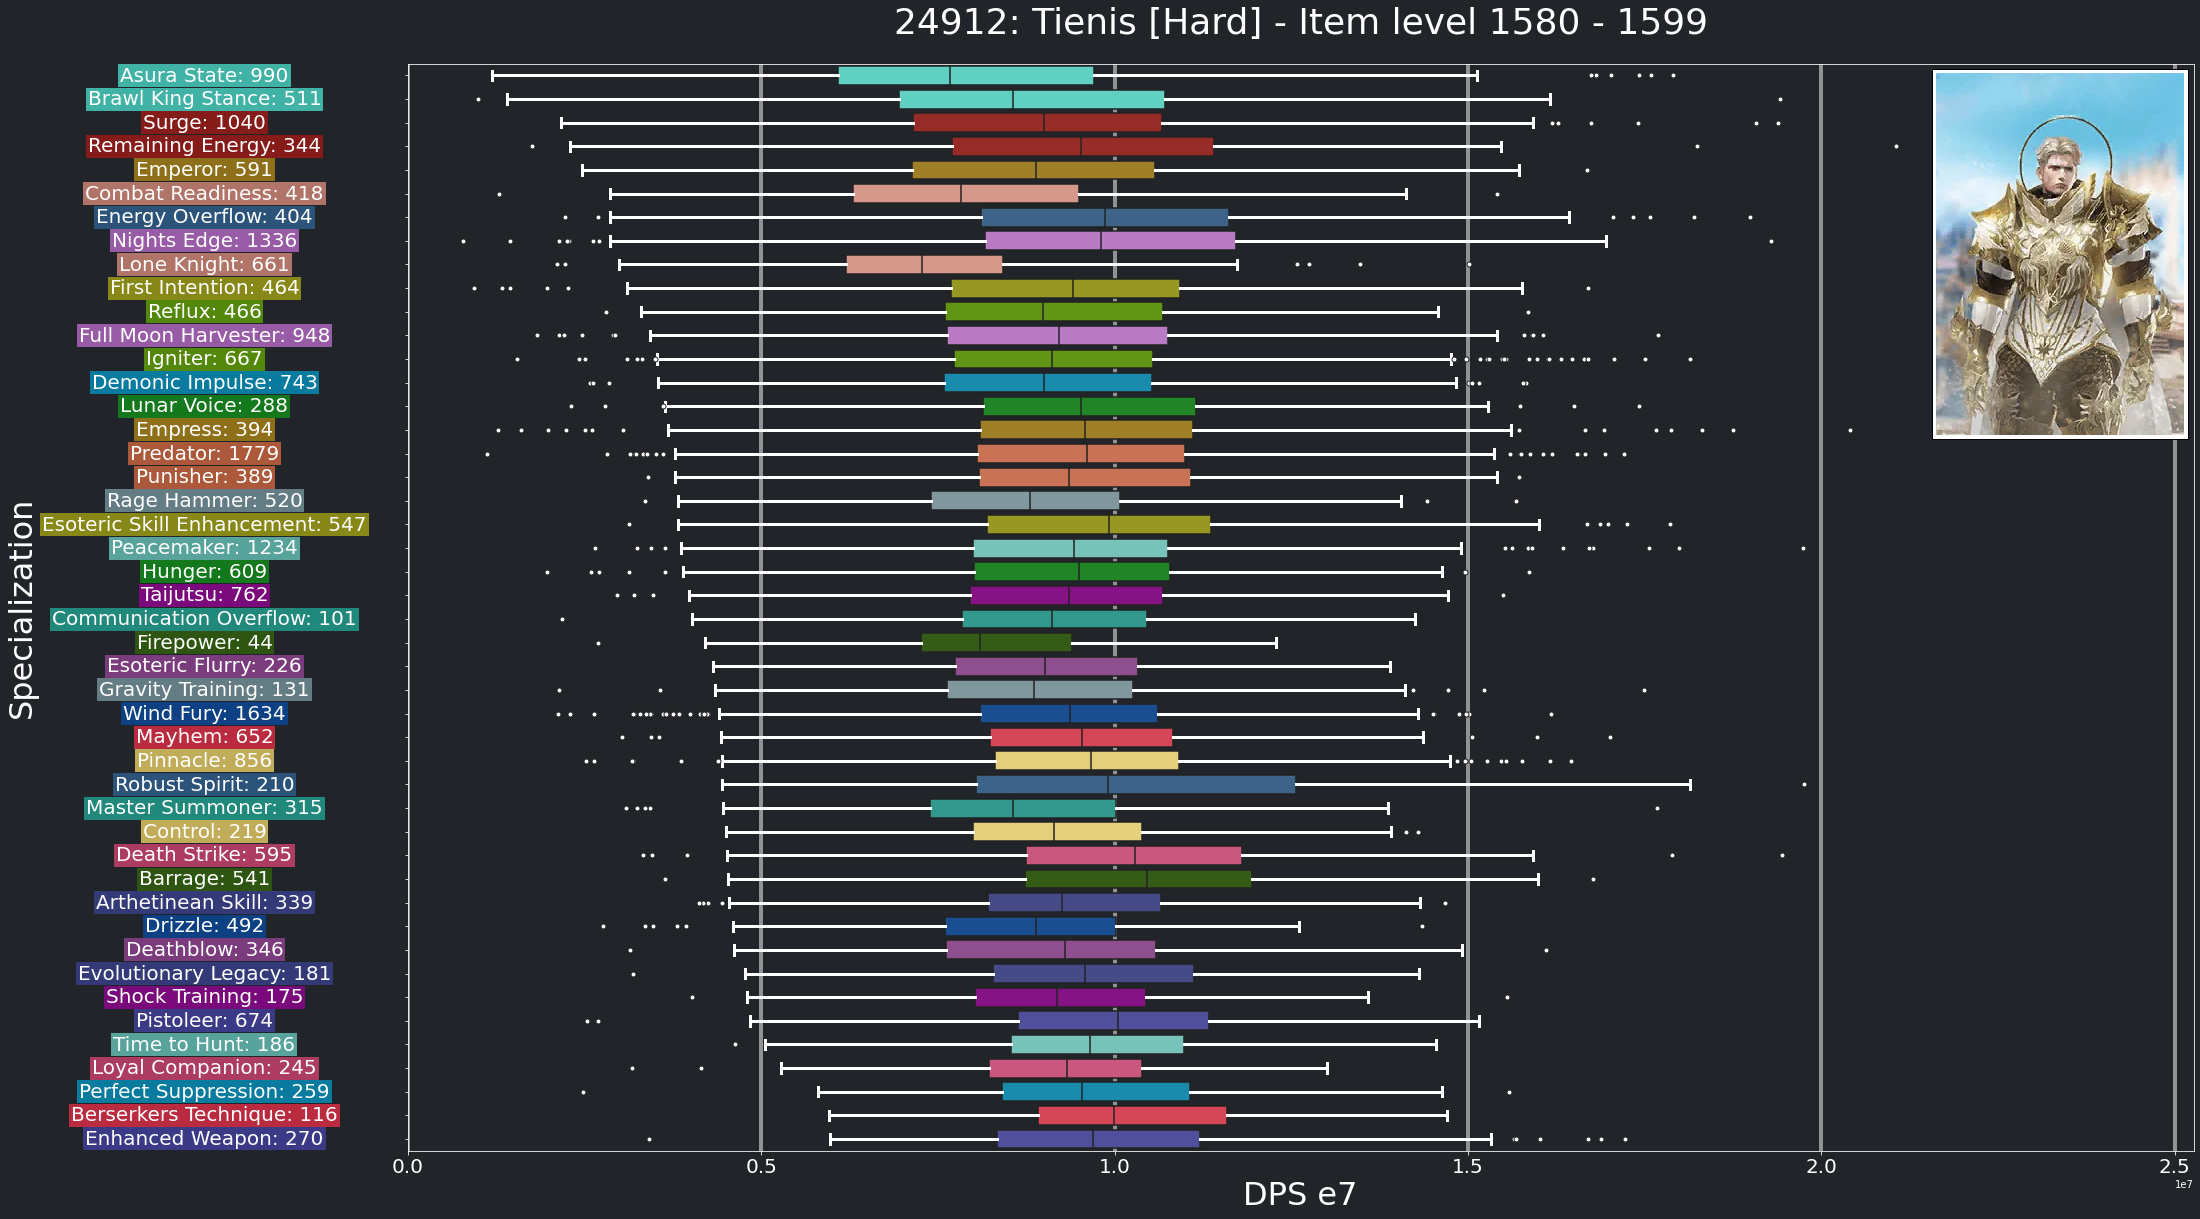 24912: Tienis [Hard] - Item level 1580 - 1599
Asura State: 990
Brawl King Stance: 511
Surge: 1040
Remaining Energy: 344
Emperor: 591
Combat Readiness: 418
Energy Overflow: 404
Nights Edge: 1336
Lone Knight: 661
First Intention: 464
Reflux: 466
Full Moon Harvester: 948
Igniter: 667
Demonic Impulse: 743
Lunar Voice: 288
Empress: 394
Predator: 1779
Punisher: 389
Rage Hammer: 520
Esoteric Skill Enhancement: 547
Peacemaker: 1234
Hunger: 609
Taijutsu: 762
Communication Overflow: 101
Firepower: 44
Esoteric Flurry: 226
Gravity Training: 131
Wind Fury: 1634
Mayhem: 652
Pinnacle: 856
Robust Spirit: 210
Master Summoner: 315
Control: 219
Death Strike: 595
Barrage: 541
Arthetinean Skill: 339
Drizzle: 492
Deathblow: 346
Evolutionary Legacy: 181
Shock Training: 175
Pistoleer: 674
Time to Hunt: 186
Loyal Companion: 245
Perfect Suppression: 259
Berserkers Technique: 116
Enhanced Weapon: 270
Specialization
0.0 0.5 1.0 1.5 2.0 2.5
1e7
DPS e7